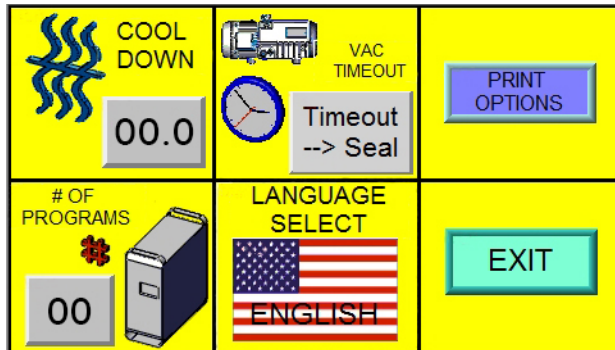 COOL
DOWN
00.0
VAC
TIMEOUT
Timeout
--> Seal
PRINT
OPTIONS
# OF
PROGRAMS
#
00
LANGUAGE
SELECT
ENGLISH
EXIT